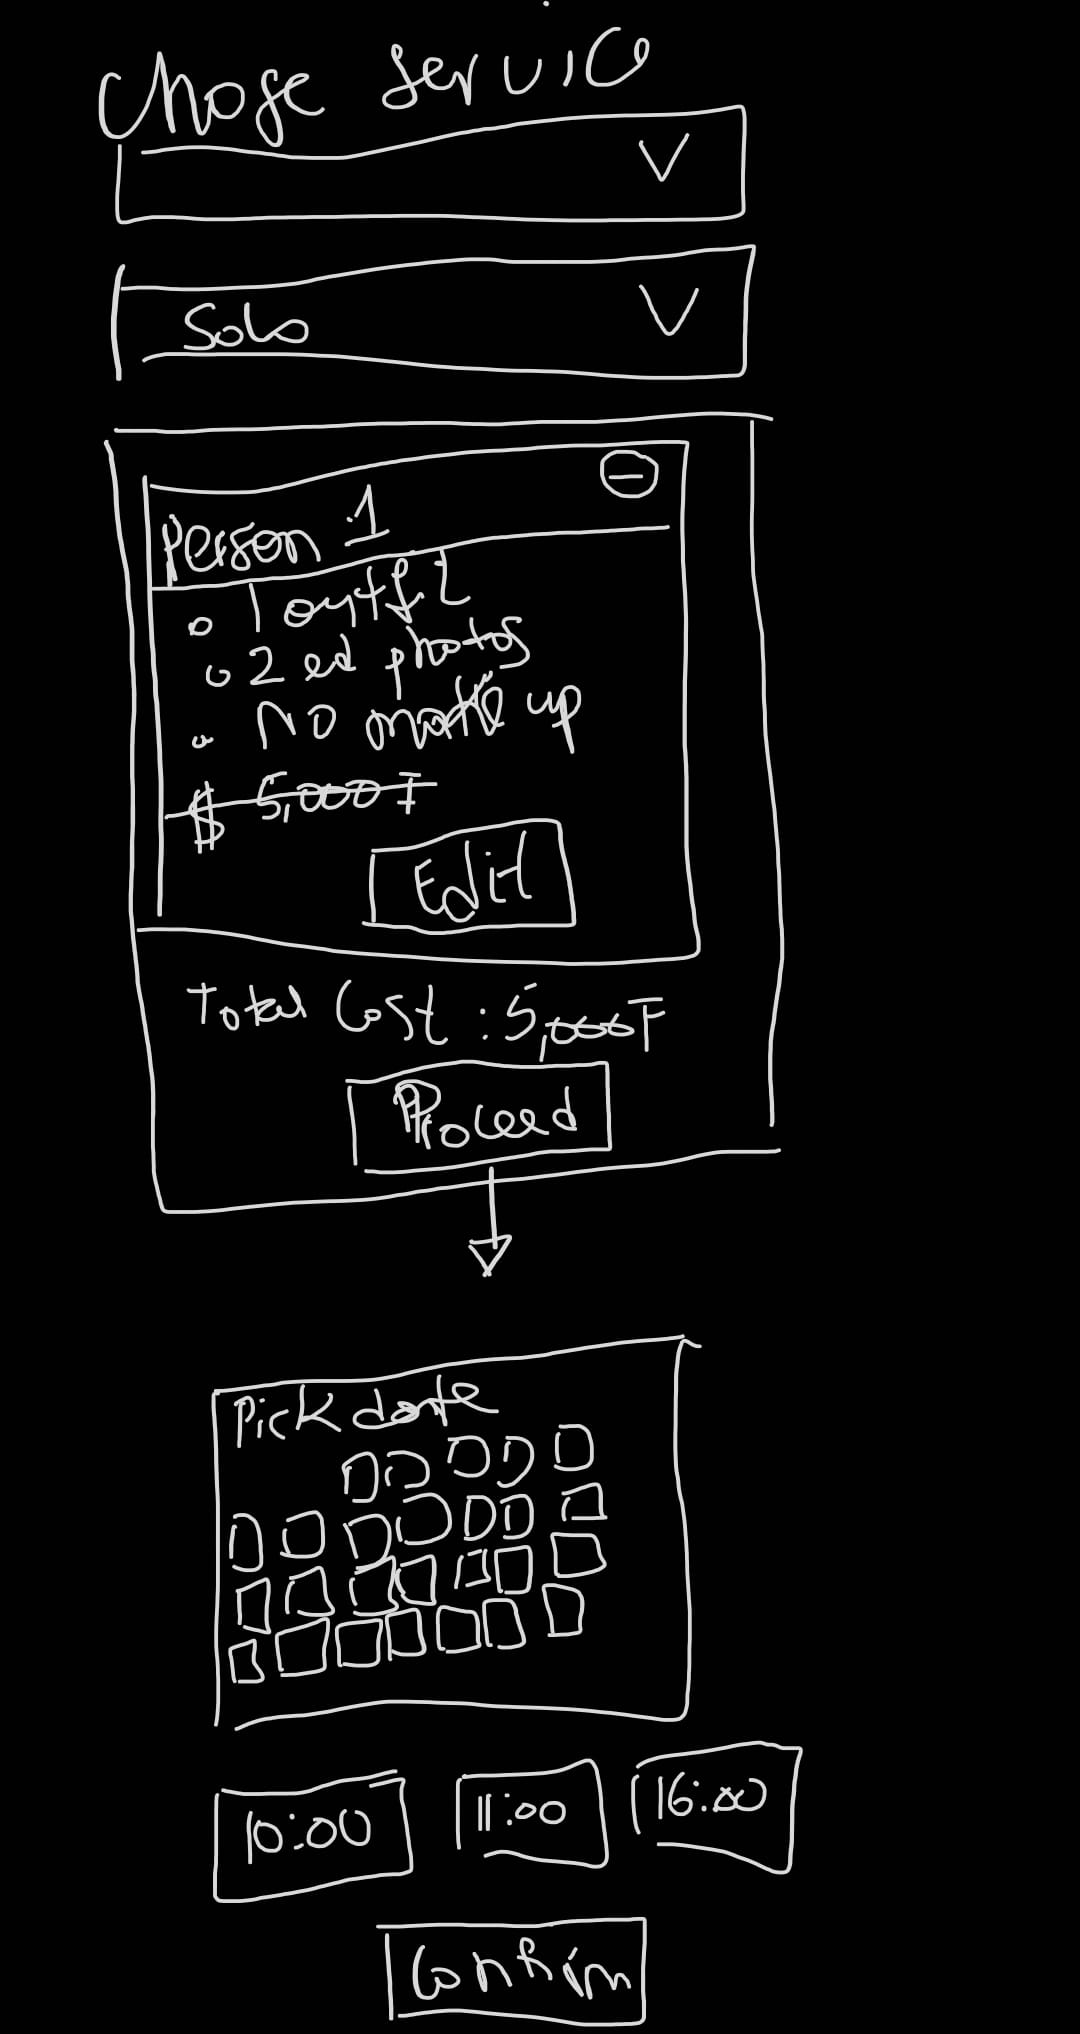 Chose service
Solo
Person :1
1 outfit
2 ed photos
No make up
$ 5,000 F
Edit
Total Cost : 5,000F
Proceed
Pick date
10:00
11:00
16:00
Confirm